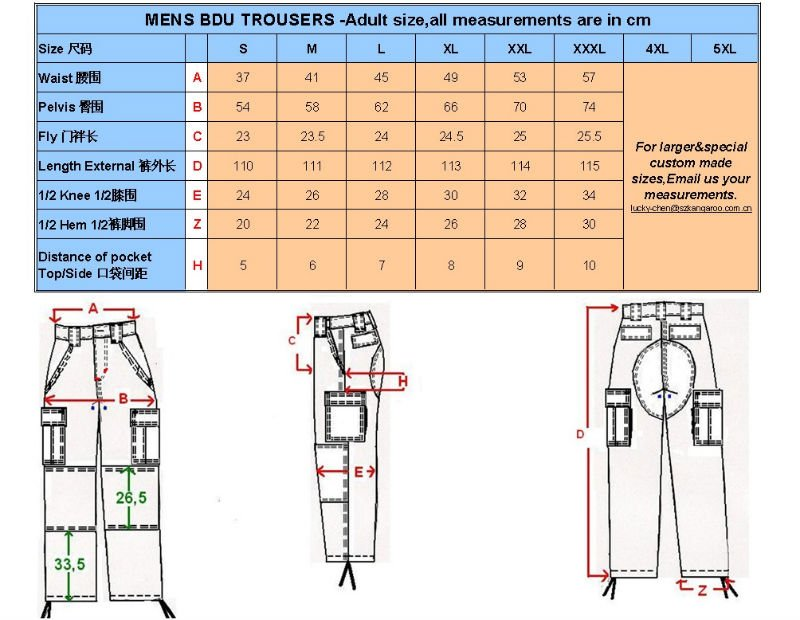 MENS BDU TROUSERS -Adult size,all measurements are in cm
Size 尺码 S M L XL XXL XXXL 4XL 5XL
Waist 腰围 A 37 41 45 49 53 57
Pelvis 臀围 B 54 58 62 66 70 74
Fly 门袢长 C 23 23.5 24 24.5 25 25.5
Length External 裤外长 D 110 111 112 113 114 115
1/2 Knee 1/2膝围 E 24 26 28 30 32 34
1/2 Hem 1/2裤脚围 Z 20 22 24 26 28 30
Distance of pocket
Top/Side 口袋间距 H 5 6 7 8 9 10
For larger&special
custom made
sizes,Email us your
measurements.
lucky-chen@szkangaroo.com.cn
A
B
26,5
33,5
C
H
E
D
Z